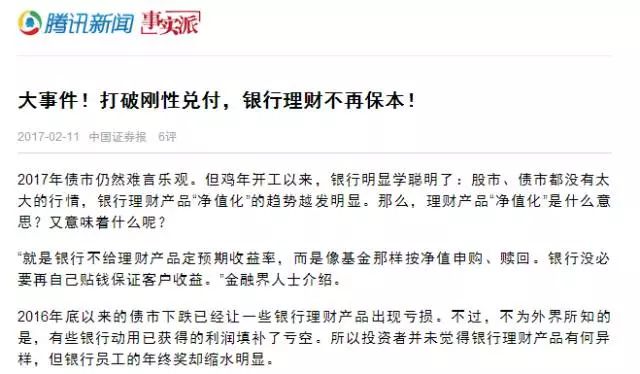 腾讯新闻 事实派
大事件！打破刚性兑付，银行理财不再保本！
2017-02-11 中国证券报 6评
2017年债市仍然难言乐观。但鸡年开工以来，银行明显学聪明了：股市、债市都没有太
大的行情，银行理财产品“净值化”的趋势越发明显。那么，理财产品“净值化”是什么意
思？又意味着什么呢？
“就是银行不给理财产品定预期收益率，而是像基金那样按净值申购、赎回。银行没必
要再自己贴钱保证客户收益。”金融界人士介绍。
2016年底以来的债市下跌已经让一些银行理财产品出现亏损。不过，不为外界所知的
是，有些银行动用已获得的利润填补了亏空。所以投资者并未觉得银行理财产品有何异
样，但银行员工的年终奖却缩水明显。